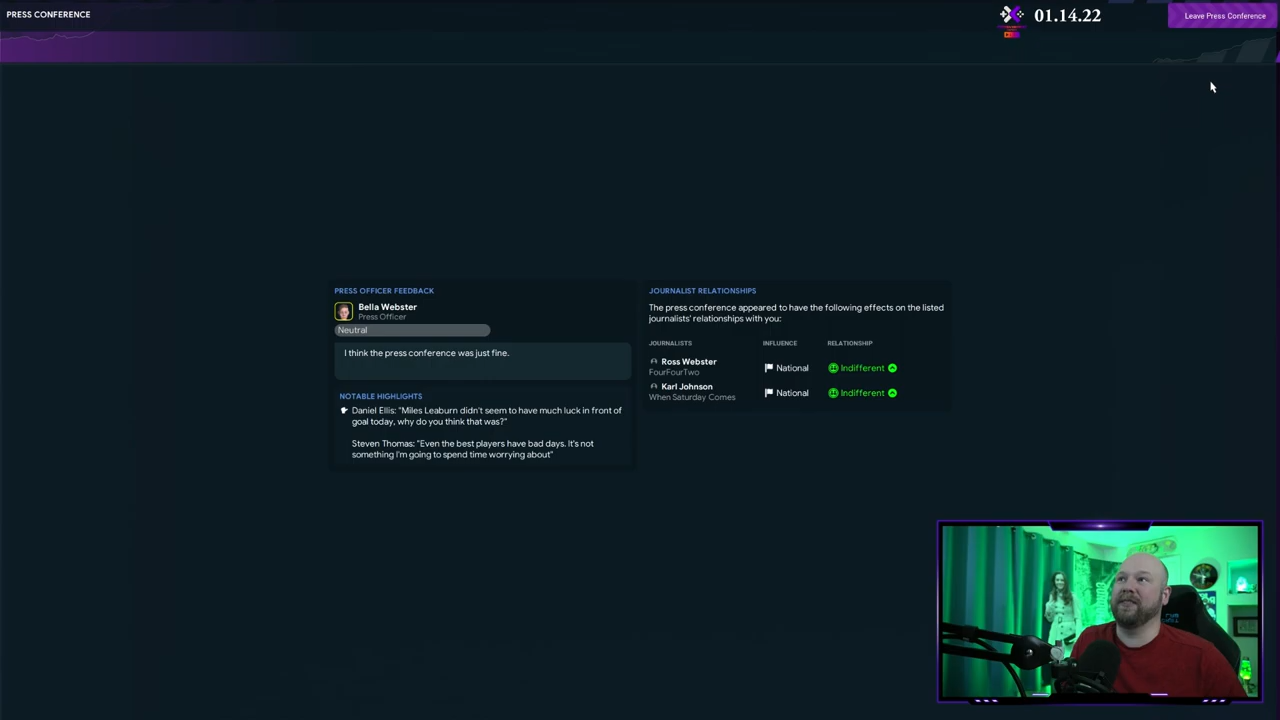 PRESS CONFERENCE
01.14.22
Leave Press Conference
PRESS OFFICER FEEDBACK
Bella Webster
Press Officer
Neutral
I think the press conference was just fine.
NOTABLE HIGHLIGHTS
Daniel Ellis: "Miles Leaburn didn't seem to have much luck in front of
goal today, why do you think that was?"
Steven Thomas: "Even the best players have bad days. It's not
something I'm going to spend time worrying about"
JOURNALIST RELATIONSHIPS
The press conference appeared to have the following effects on the listed
journalists' relationships with you:
JOURNALISTS INFLUENCE RELATIONSHIP
Ross Webster
FourFourTwo
National
Indifferent
Karl Johnson
When Saturday Comes
National
Indifferent